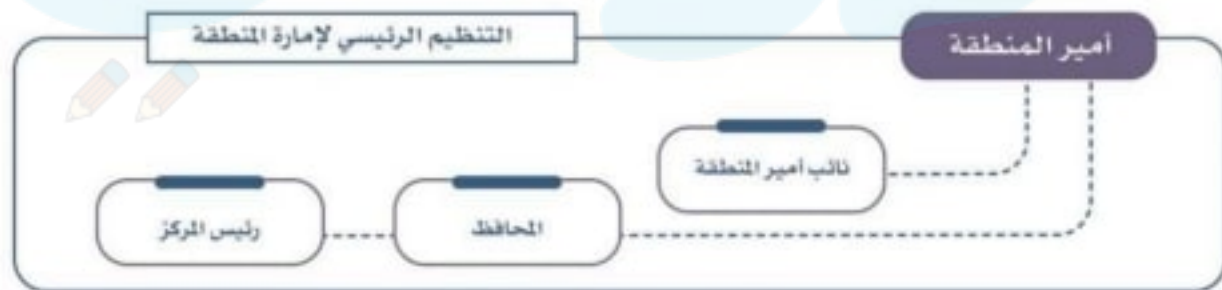 أمير المنطقة
التنظيم الرئيسي لإمارة المنطقة
نائب أمير المنطقة
المحافظ
رئيس المركز